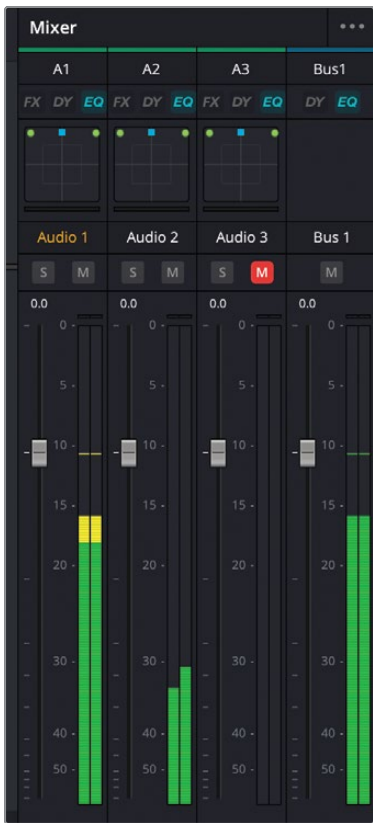 Mixer •••
A1 A2 A3 Bus1
FX DY EQ FX DY EQ FX DY EQ DY EQ
Audio 1 Audio 2 Audio 3 Bus 1
S M S M S M M
0.0 0.0 0.0 0.0
0 0 0 0
5 5 5 5
10 10 10 10
15 15 15 15
20 20 20 20
30 30 30 30
40 40 40 40
50 50 50 50